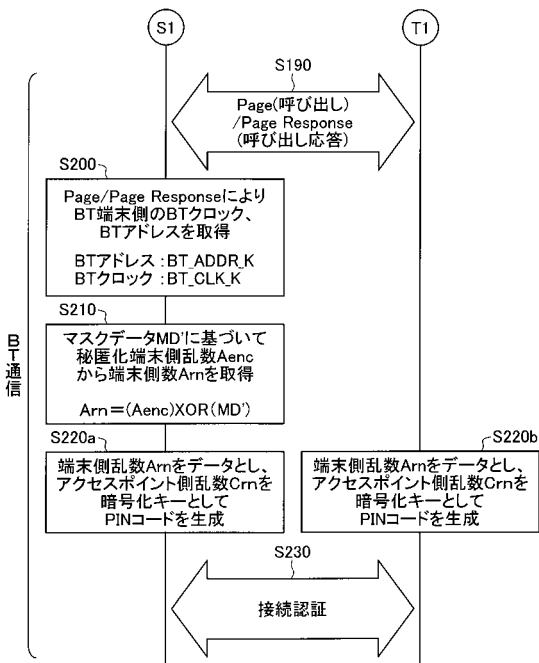 S1
T1
S190
Page(呼び出し)
/Page Response
(呼び出し応答)
S200
Page/Page Responseにより
BT端末側のBTクロック、
BTアドレスを取得
BTアドレス:BT_ADDR_K
BTクロック:BT_CLK_K
S210
マスクデータMD'に基づいて
秘匿化端末側乱数Aenc
から端末側数Arnを取得
Arn=(Aenc)XOR(MD')
BT通信
S220a
端末側乱数Arnをデータとし、
アクセスポイント側乱数Crnを
暗号化キーとして
PINコードを生成
S220b
端末側乱数Arnをデータとし、
アクセスポイント側乱数Crnを
暗号化キーとして
PINコードを生成
S230
接続認証